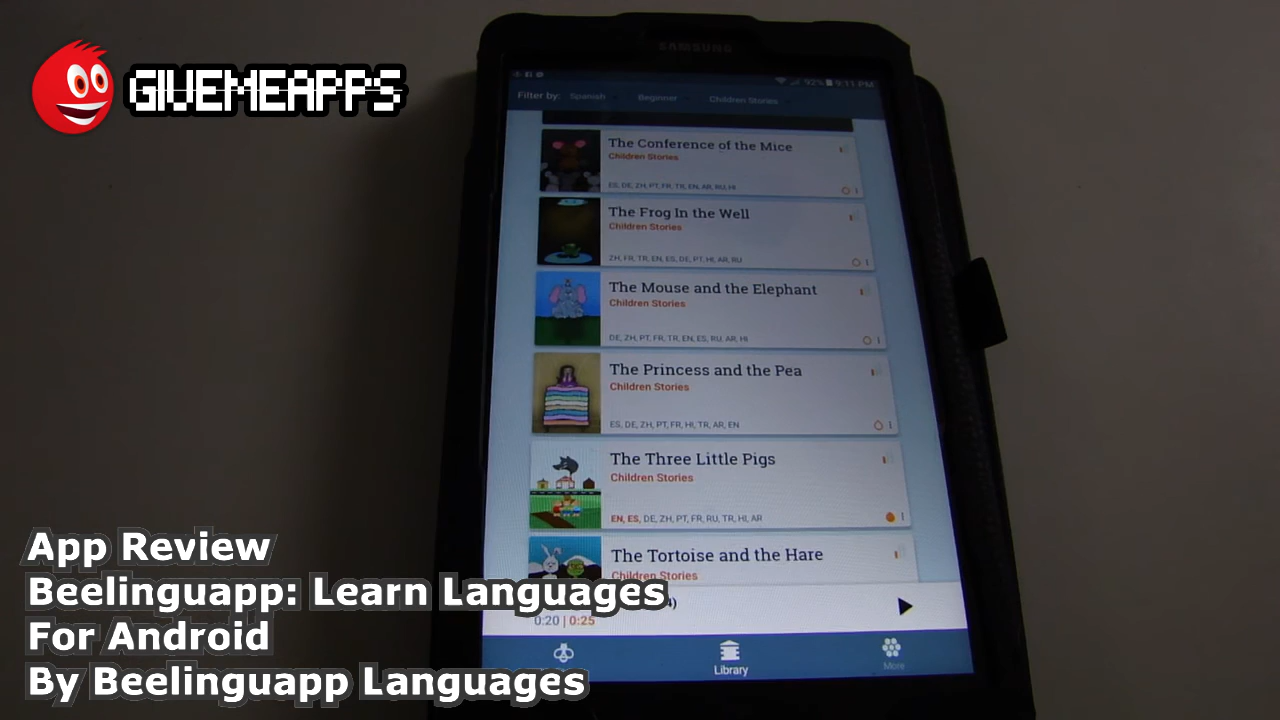 GIVEMEAPPS
SAMSUNG
92% 9:11 PM
Filter by: Spanish Beginner Children Stories
The Conference of the Mice
Children Stories
ES, DE, ZH, PT, FR, TR, EN, AR, RU, HI
The Frog In the Well
Children Stories
ZH, FR, TR, EN, ES, DE, PT, HI, AR, RU
The Mouse and the Elephant
Children Stories
DE, ZH, PT, FR, TR, EN, ES, RU, AR, HI
The Princess and the Pea
Children Stories
ES, DE, ZH, PT, FR, HI, TR, AR, EN
The Three Little Pigs
Children Stories
EN, ES, DE, ZH, PT, FR, RU, TR, HI, AR
The Tortoise and the Hare
Children Stories
0:20 | 0:25
Library
More
App Review
Beelinguapp: Learn Languages
For Android
By Beelinguapp Languages